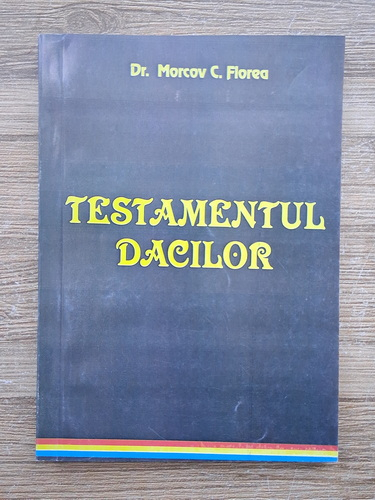 Dr. Morcov C. Florea
TESTAMENTUL
DACILOR